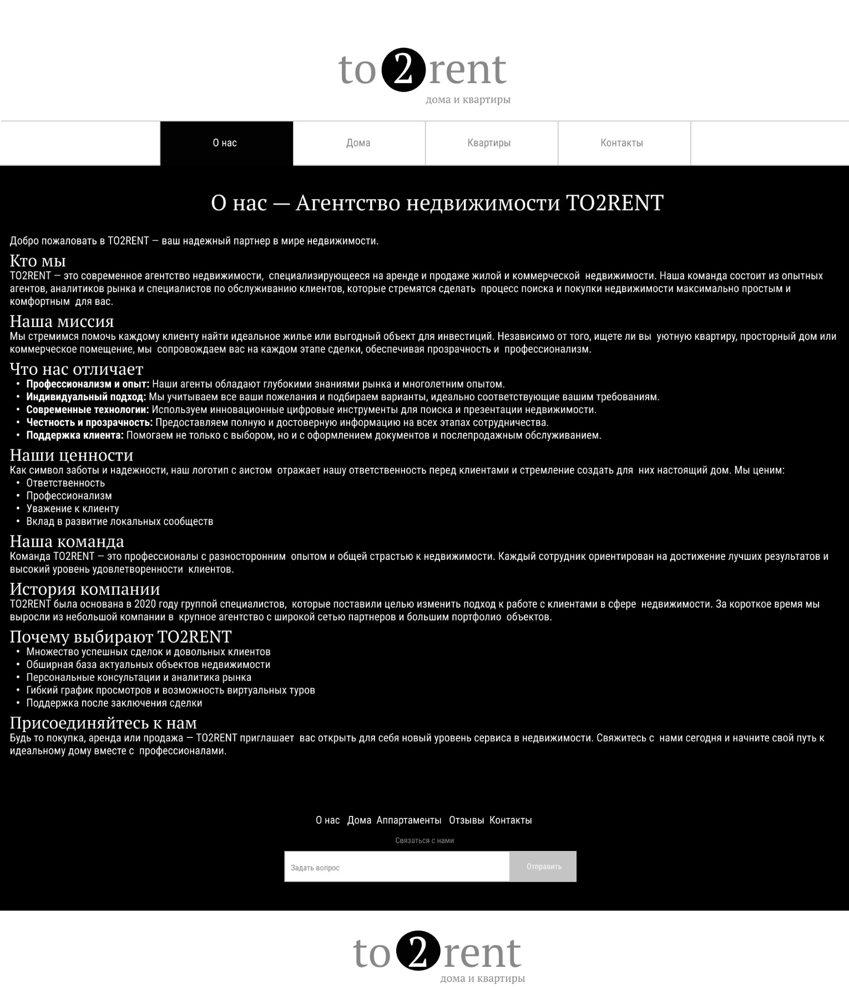 to2rent
дома и квартиры
О нас Дома Квартиры Контакты
О нас — Агентство недвижимости TO2RENT
Добро пожаловать в TO2RENT — ваш надежный партнер в мире недвижимости.
Кто мы
TO2RENT — это современное агентство недвижимости, специализирующееся на аренде и продаже жилой и коммерческой недвижимости. Наша команда состоит из опытных
агентов, аналитиков рынка и специалистов по обслуживанию клиентов, которые стремятся сделать процесс поиска и покупки недвижимости максимально простым и
комфортным для вас.
Наша миссия
Мы стремимся помочь каждому клиенту найти идеальное жилье или выгодный объект для инвестиций. Независимо от того, ищете ли вы уютную квартиру, просторный дом или
коммерческое помещение, мы сопровождаем вас на каждом этапе сделки, обеспечивая прозрачность и профессионализм.
Что нас отличает
• Профессионализм и опыт: Наши агенты обладают глубокими знаниями рынка и многолетним опытом.
• Индивидуальный подход: Мы учитываем все ваши пожелания и подбираем варианты, идеально соответствующие вашим требованиям.
• Современные технологии: Используем инновационные цифровые инструменты для поиска и презентации недвижимости.
• Честность и прозрачность: Предоставляем полную и достоверную информацию на всех этапах сотрудничества.
• Поддержка клиента: Помогаем не только с выбором, но и с оформлением документов и послепродажным обслуживанием.
Наши ценности
Как символ заботы и надежности, наш логотип с аистом отражает нашу ответственность перед клиентами и стремление создать для них настоящий дом. Мы ценим:
• Ответственность
• Профессионализм
• Уважение к клиенту
• Вклад в развитие локальных сообществ
Наша команда
Команда TO2RENT — это профессионалы с разносторонним опытом и общей страстью к недвижимости. Каждый сотрудник ориентирован на достижение лучших результатов и
высокий уровень удовлетворенности клиентов.
История компании
TO2RENT была основана в 2020 году группой специалистов, которые поставили целью изменить подход к работе с клиентами в сфере недвижимости. За короткое время мы
выросли из небольшой компании в крупное агентство с широкой сетью партнеров и большим портфолио объектов.
Почему выбирают TO2RENT
• Множество успешных сделок и довольных клиентов
• Обширная база актуальных объектов недвижимости
• Персональные консультации и аналитика рынка
• Гибкий график просмотров и возможность виртуальных туров
• Поддержка после заключения сделки
Присоединяйтесь к нам
Будь то покупка, аренда или продажа — TO2RENT приглашает вас открыть для себя новый уровень сервиса в недвижимости. Свяжитесь с нами сегодня и начните свой путь к
идеальному дому вместе с профессионалами.
О нас Дома Аппартаменты Отзывы Контакты
Связаться с нами
Задать вопрос Отправить
to2rent
дома и квартиры